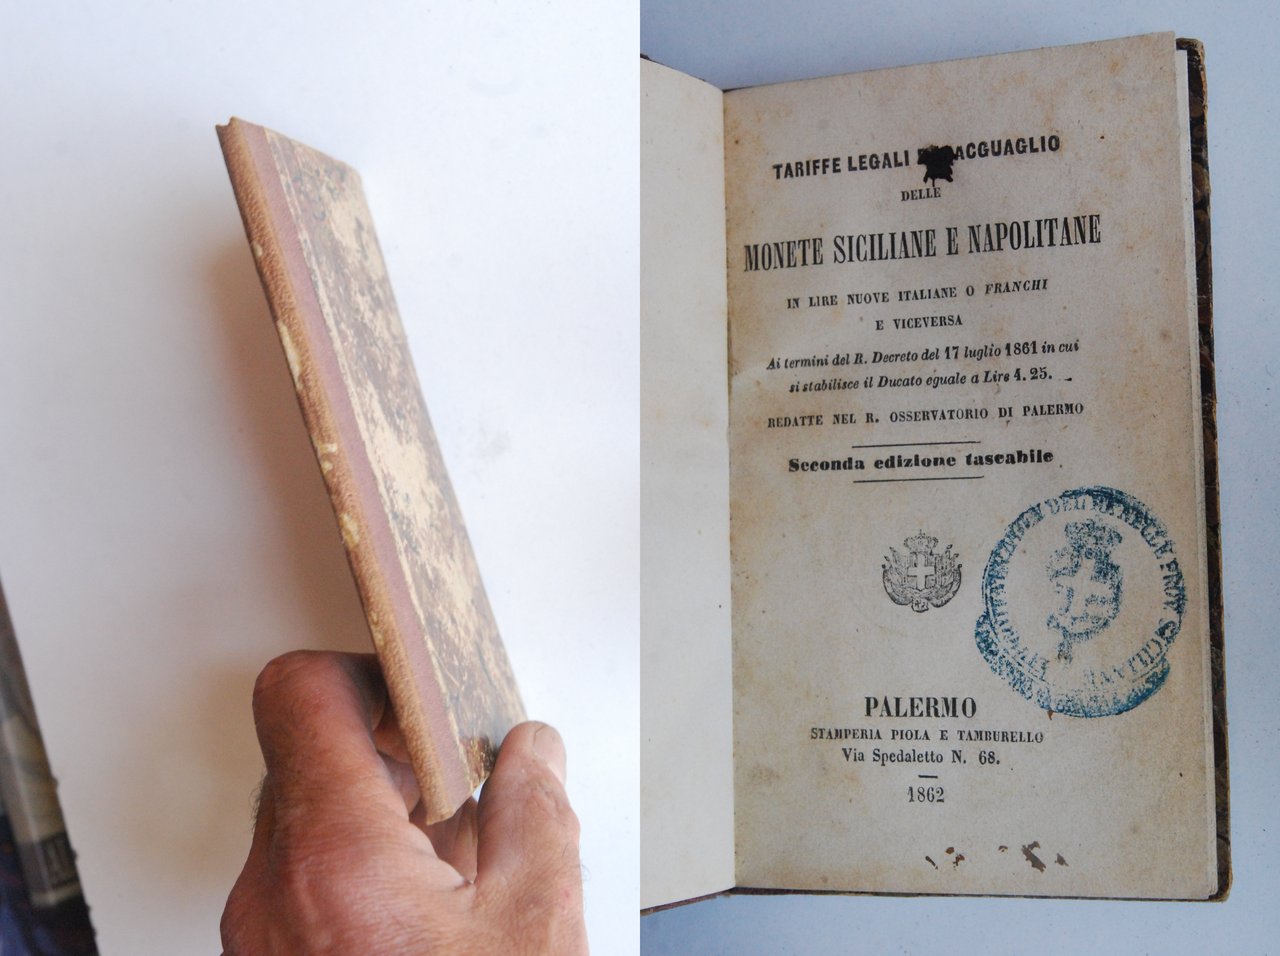 TARIFFE LEGALI ACGUAGLIO
DELLE
MONETE SICILIANE E NAPOLITANE
IN LIRE NUOVE ITALIANE O FRANCHI
E VICEVERSA
Ai termini del R. Decreto del 17 luglio 1861 in cui
si stabilisce il Ducato eguale a Lire 4. 25.
REDATTE NEL R. OSSERVATORIO DI PALERMO
Seconda edizione tascabile
PALERMO
STAMPERIA PIOLA E TAMBURELLO
Via Spedaletto N. 68.
1862